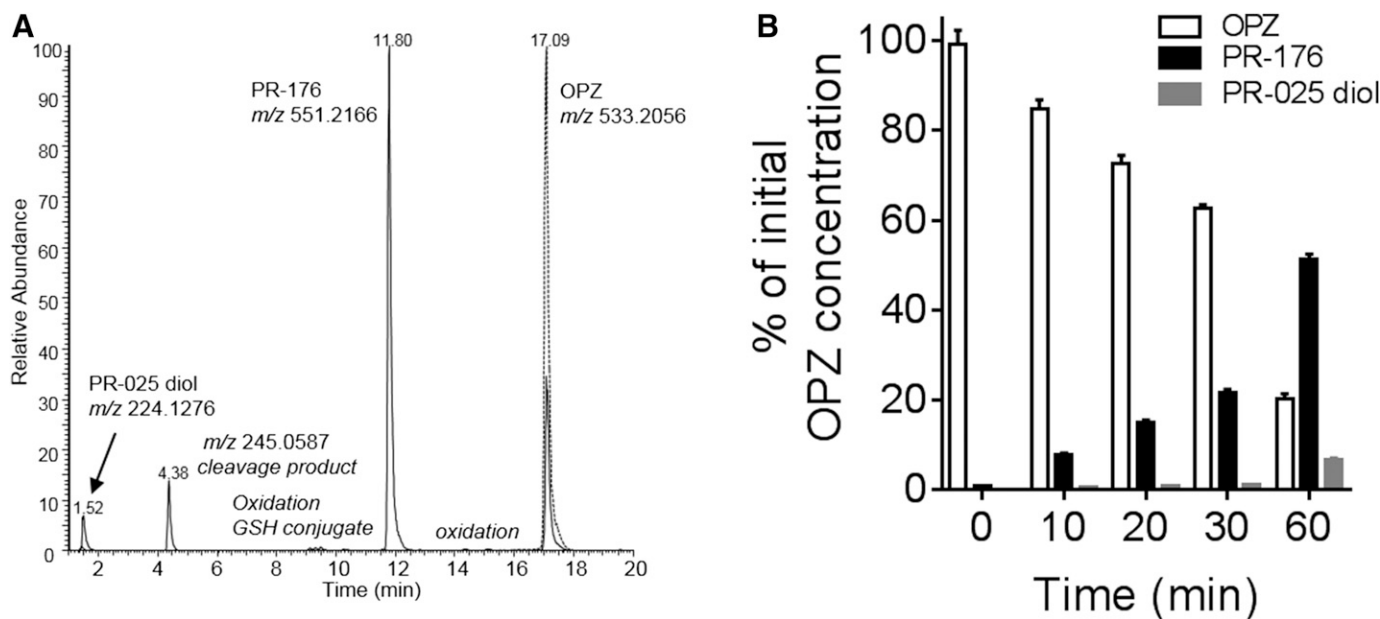 A
100
90
80
70
60
50
40
30
20
10
0
Relative Abundance
11.80
17.09
PR-176
m/z 551.2166
OPZ
m/z 533.2056
PR-025 diol
m/z 224.1276
m/z 245.0587
cleavage product
4.38
1.52
Oxidation
GSH conjugate
oxidation
2 4 6 8 10 12 14 16 18 20
Time (min)
B
OPZ
PR-176
PR-025 diol
% of initial
OPZ concentration
100
80
60
40
20
0
0 10 20 30 60
Time (min)